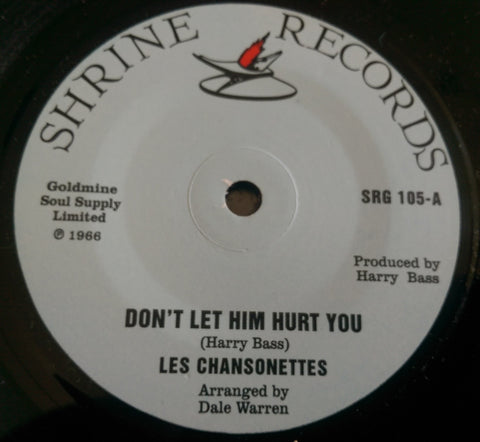 SHRINE RECORDS
Goldmine
Soul Supply
Limited
℗ 1966
SRG 105-A
Produced by
Harry Bass
DON'T LET HIM HURT YOU
(Harry Bass)
LES CHANSONETTES
Arranged by
Dale Warren